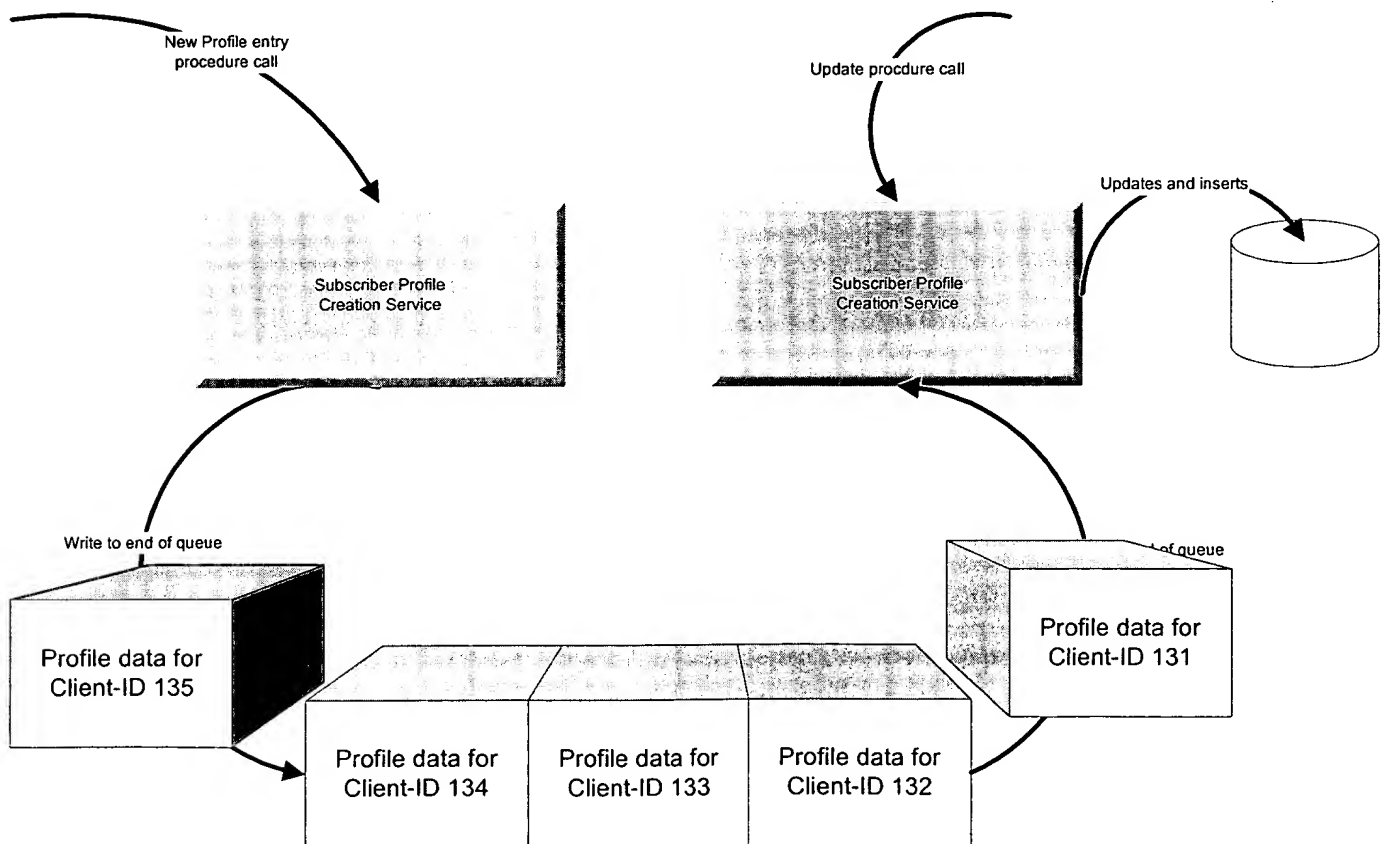 New Profile entry
procedure call
Update procdure call
Updates and inserts
Subscriber Profile
Creation Service
Subscriber Profile
Creation Service
Write to end of queue
of queue
Profile data for
Client-ID 135
Profile data for
Client-ID 131
Profile data for
Client-ID 134
Profile data for
Client-ID 133
Profile data for
Client-ID 132